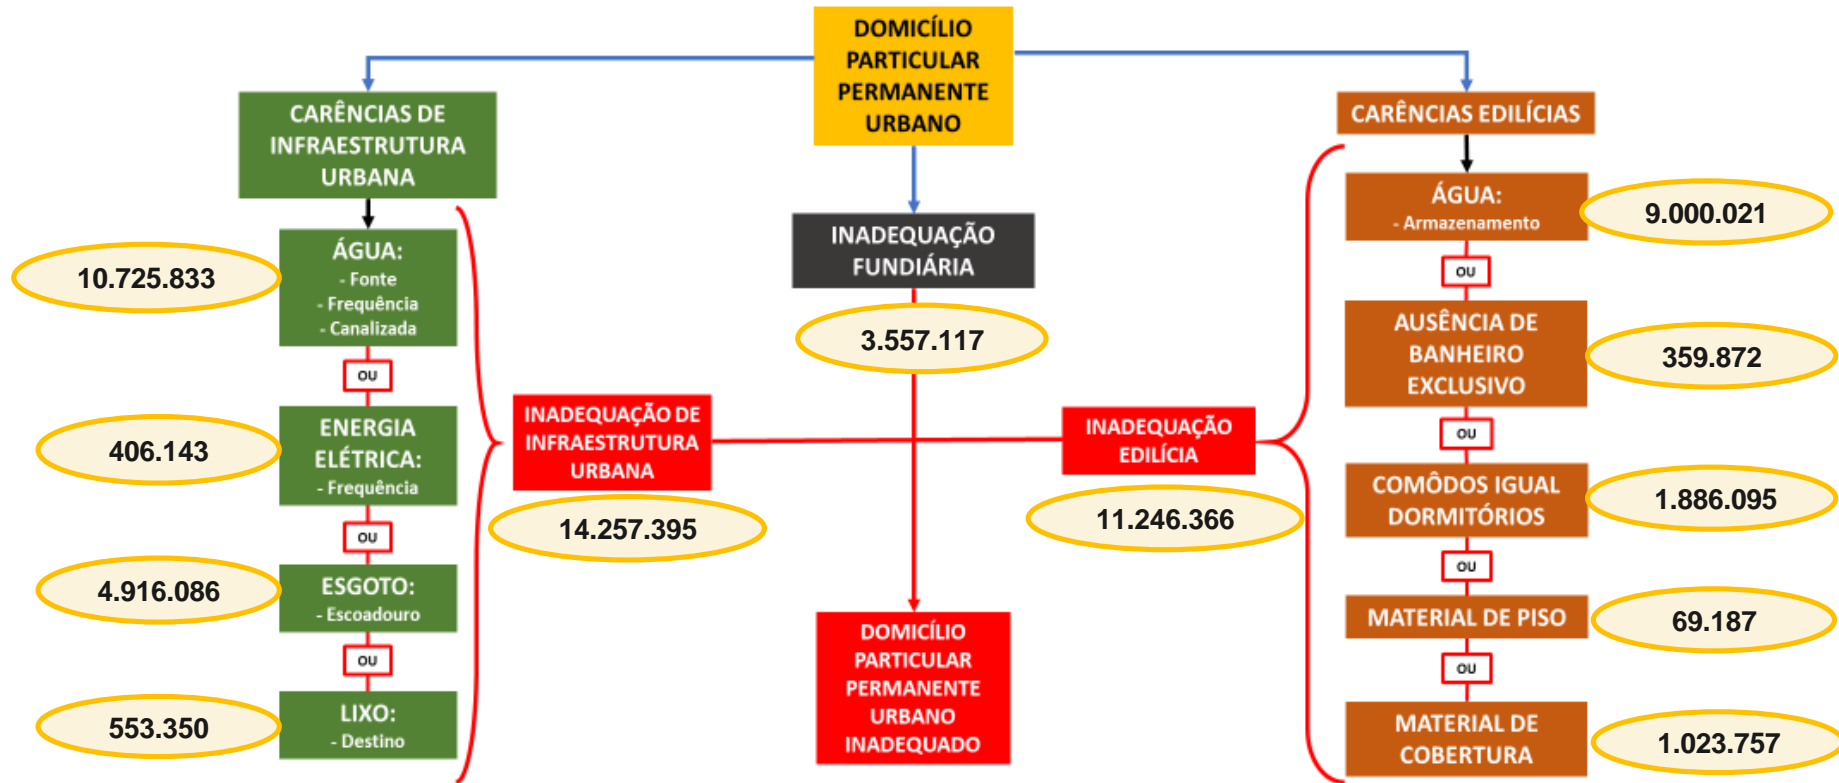 DOMICÍLIO
PARTICULAR
PERMANENTE
URBANO
CARÊNCIAS DE
INFRAESTRUTURA
URBANA
ÁGUA:
- Fonte
- Frequência
- Canalizada
10.725.833
OU
ENERGIA
ELÉTRICA:
- Frequência
406.143
OU
ESGOTO:
- Escoadouro
4.916.086
OU
LIXO:
- Destino
553.350
INADEQUAÇÃO DE
INFRAESTRUTURA
URBANA
14.257.395
INADEQUAÇÃO
FUNDIÁRIA
3.557.117
DOMICÍLIO
PARTICULAR
PERMANENTE
URBANO
INADEQUADO
INADEQUAÇÃO
EDILÍCIA
11.246.366
CARÊNCIAS EDILÍCIAS
ÁGUA:
- Armazenamento
9.000.021
OU
AUSÊNCIA DE
BANHEIRO
EXCLUSIVO
359.872
OU
COMÔDOS IGUAL
DORMITÓRIOS
1.886.095
OU
MATERIAL DE PISO
69.187
OU
MATERIAL DE
COBERTURA
1.023.757